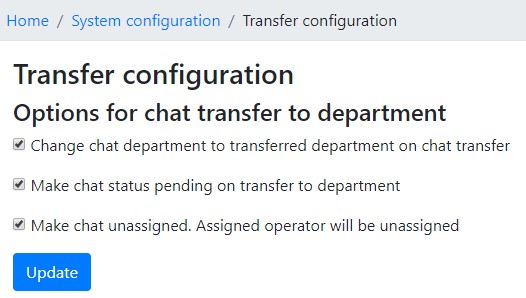 Home / System configuration / Transfer configuration
Transfer configuration
Options for chat transfer to department
Change chat department to transferred department on chat transfer
Make chat status pending on transfer to department
Make chat unassigned. Assigned operator will be unassigned
Update